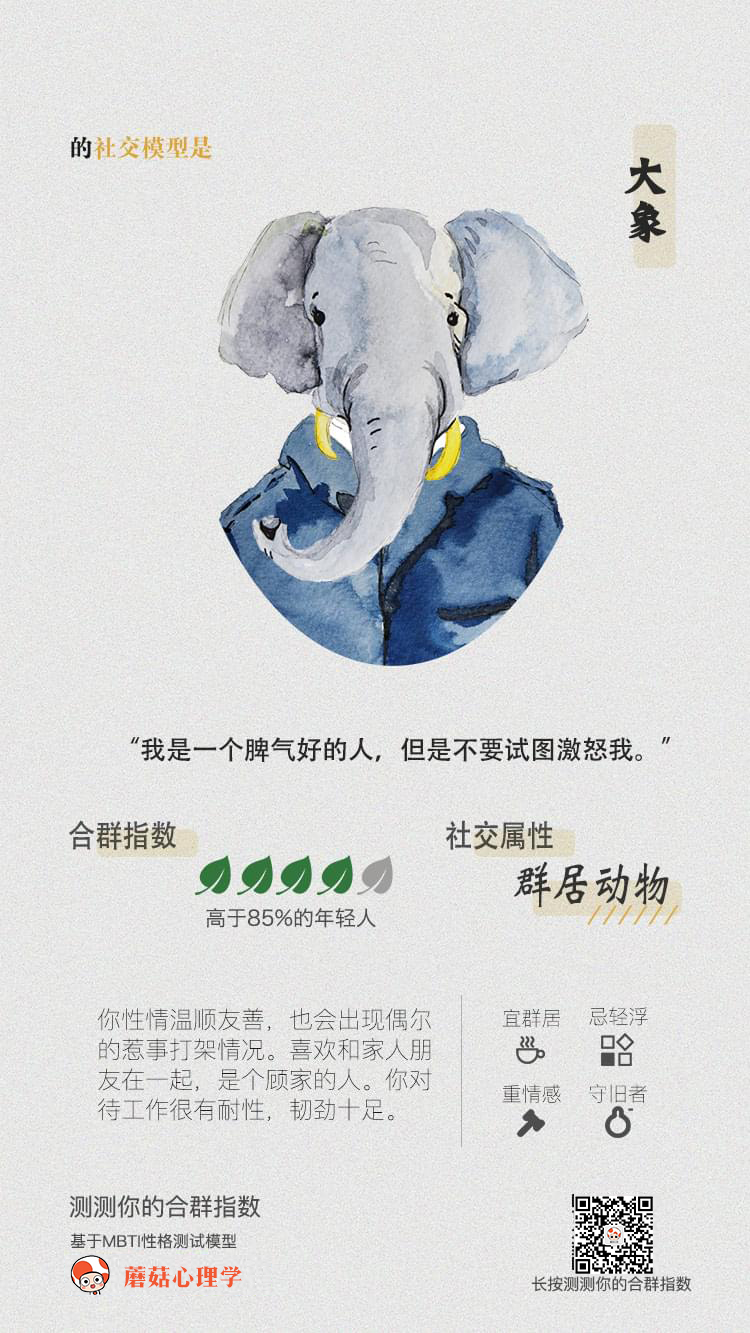 的社交模型是
大象
“我是一个脾气好的人，但是不要试图激怒我。”
合群指数
高于85%的年轻人
社交属性
群居动物
你性情温顺友善，也会出现偶尔
的惹事打架情况。喜欢和家人朋
友在一起，是个顾家的人。你对
待工作很有耐性，韧劲十足。
宜群居
忌轻浮
重情感
守旧者
测测你的合群指数
基于MBTI性格测试模型
蘑菇心理学
长按测测你的合群指数